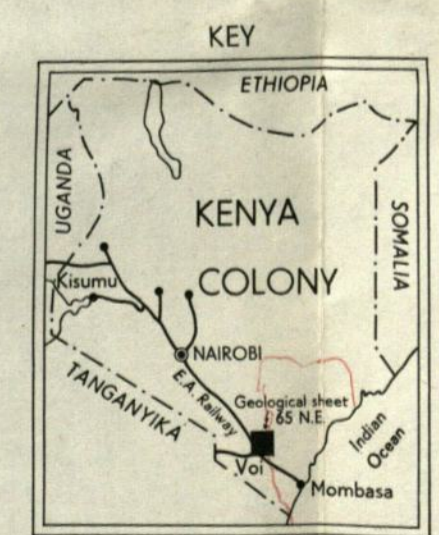 KEY
ETHIOPIA
UGANDA
KENYA
SOMALIA
COLONY
Kisumu
NAIROBI
TANGANYIKA
E.A. Railway
Geological sheet
65 N.E.
Indian
Ocean
Voi
Mombasa